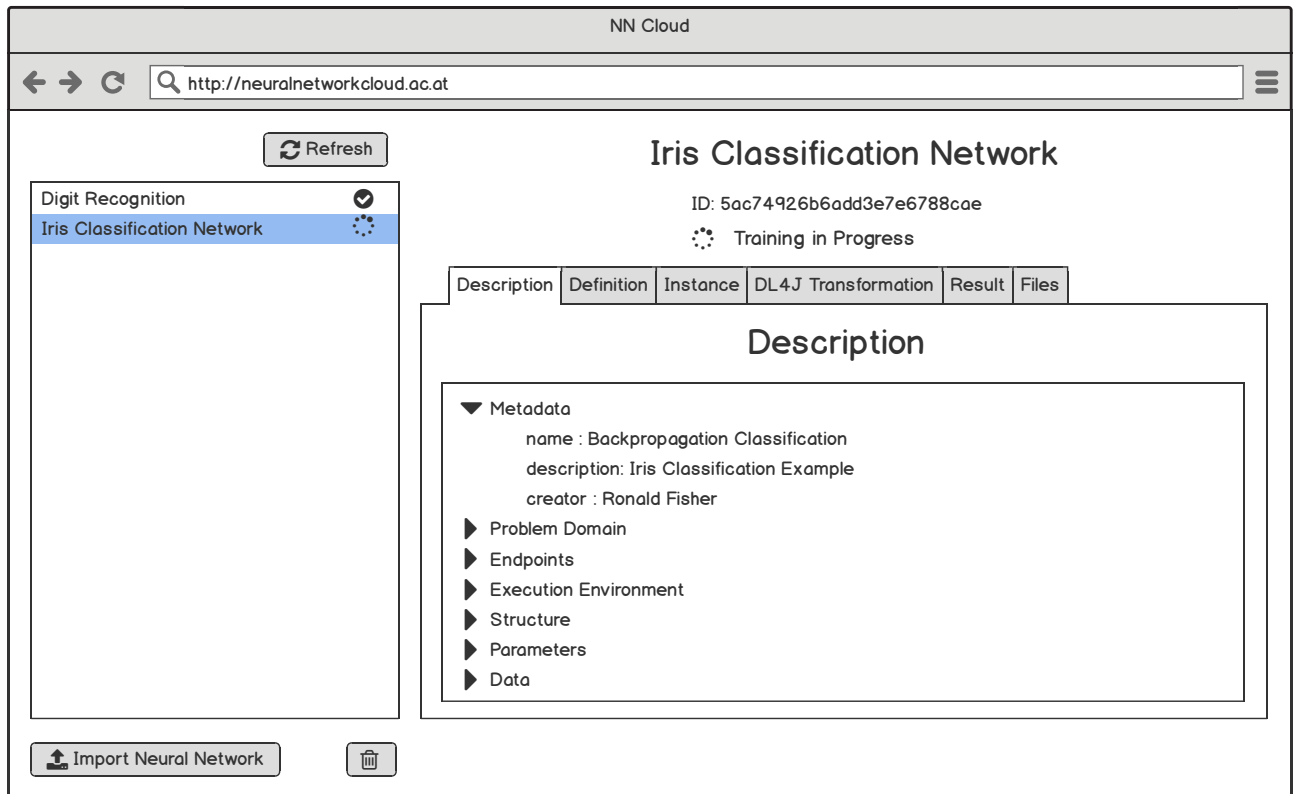 NN Cloud
http://neuralnetworkcloud.ac.at
Refresh
Digit Recognition
Iris Classification Network
Import Neural Network
Iris Classification Network
ID: 5ac74926b6add3e7e6788cae
Training in Progress
Description Definition Instance DL4J Transformation Result Files
Description
Metadata
name : Backpropagation Classification
description: Iris Classification Example
creator : Ronald Fisher
Problem Domain
Endpoints
Execution Environment
Structure
Parameters
Data